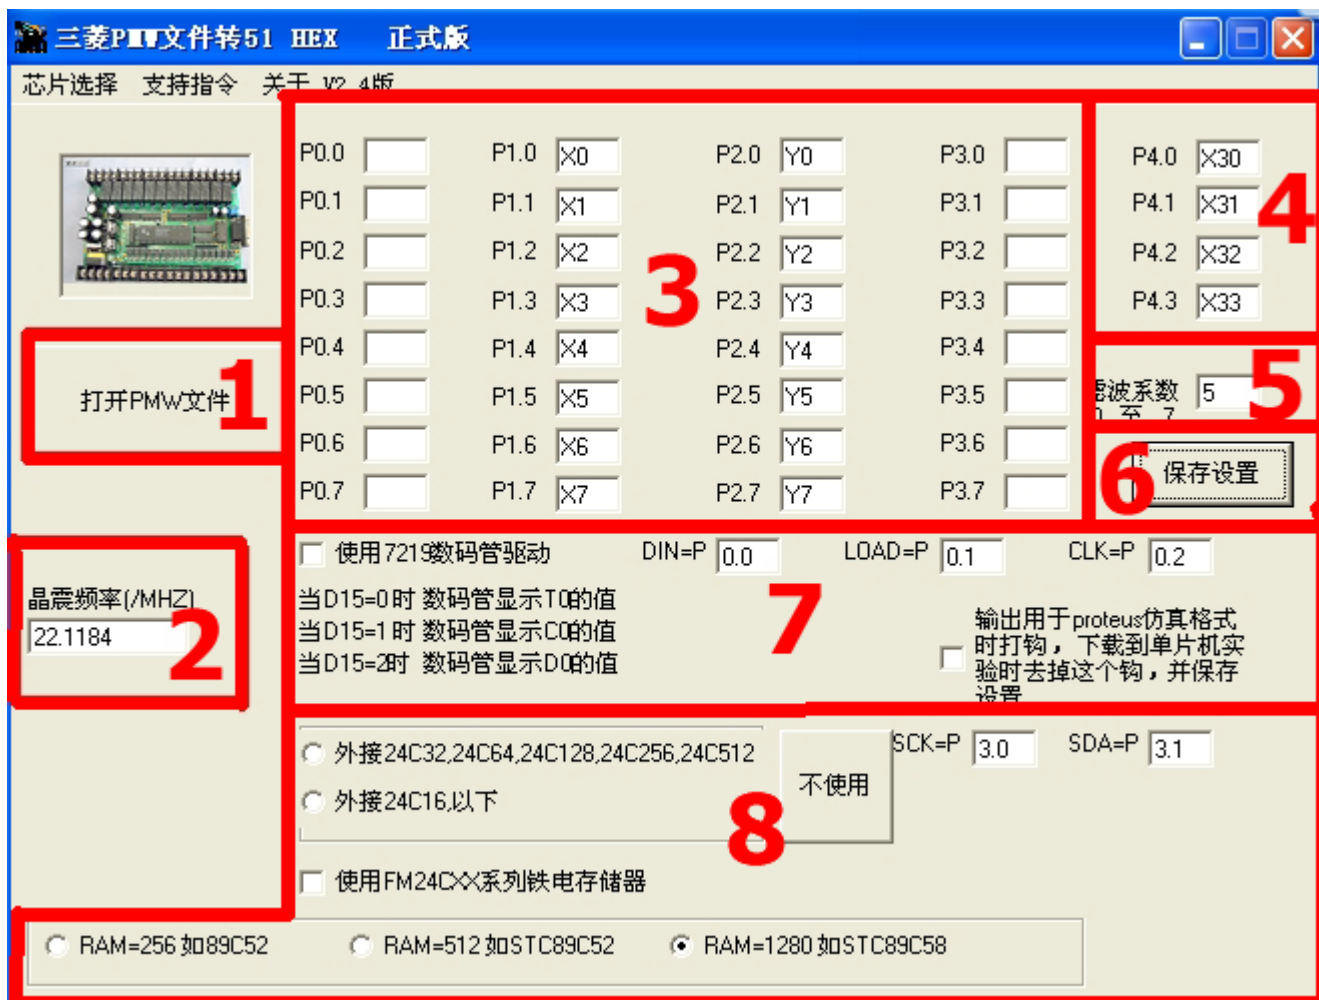 三菱PMW文件转51 HEX 正式版
芯片选择 支持指令 关于 V2.4版
P0.0 P1.0 X0 P2.0 Y0 P3.0 P4.0 X30
P0.1 P1.1 X1 P2.1 Y1 P3.1 P4.1 X31
P0.2 P1.2 X2 P2.2 Y2 P3.2 P4.2 X32
P0.3 P1.3 X3 P2.3 Y3 P3.3 P4.3 X33
P0.4 P1.4 X4 P2.4 Y4 P3.4
P0.5 P1.5 X5 P2.5 Y5 P3.5
P0.6 P1.6 X6 P2.6 Y6 P3.6
P0.7 P1.7 X7 P2.7 Y7 P3.7
3
4
打开PMW文件
1
滤波系数 5
0 至 7
5
6
保存设置
晶震频率(/MHZ)
22.1184
2
使用7219数码管驱动 DIN=P 0.0 LOAD=P 0.1 CLK=P 0.2
当D15=0时 数码管显示T0的值
当D15=1时 数码管显示C0的值
当D15=2时 数码管显示D0的值
7
输出用于proteus仿真格式
时打钩，下载到单片机实
验时去掉这个钩，并保存
设置
外接24C32,24C64,24C128,24C256,24C512
外接24C16,以下
不使用
SCK=P 3.0 SDA=P 3.1
8
使用FM24CXX系列铁电存储器
RAM=256如89C52 RAM=512如STC89C52 RAM=1280如STC89C58